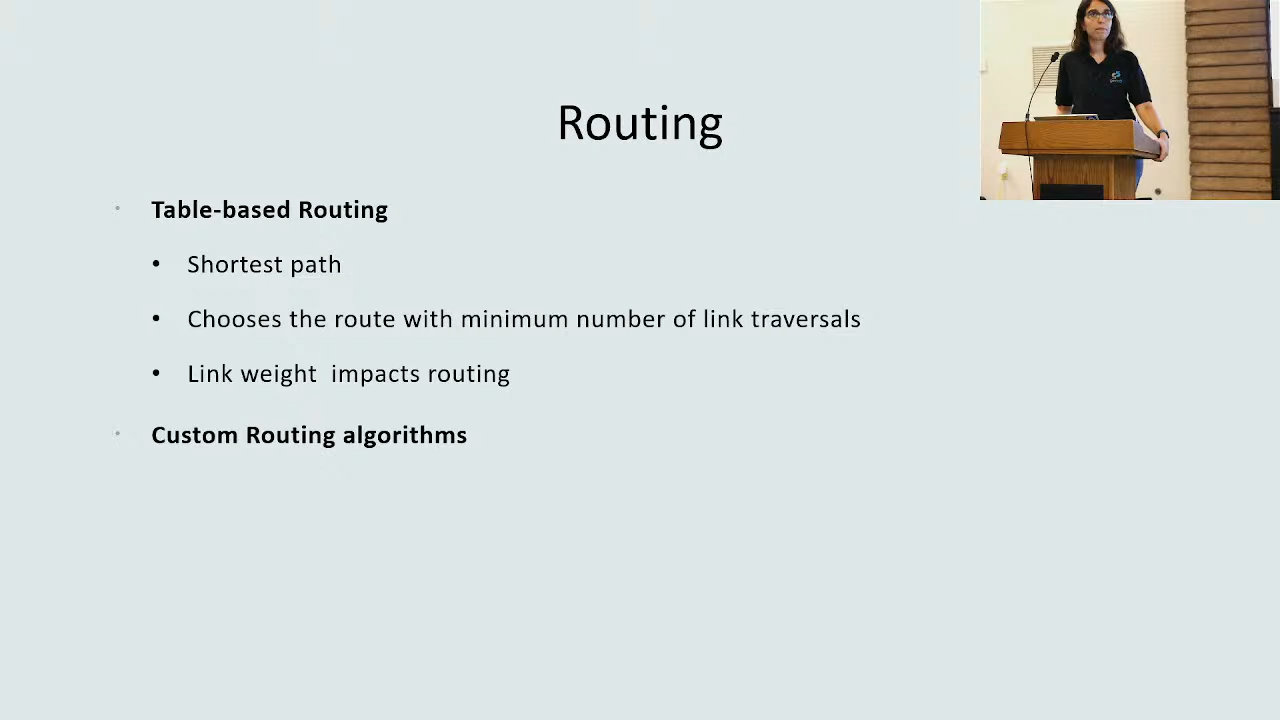 Routing
Table-based Routing
Shortest path
Chooses the route with minimum number of link traversals
Link weight  impacts routing
Custom Routing algorithms